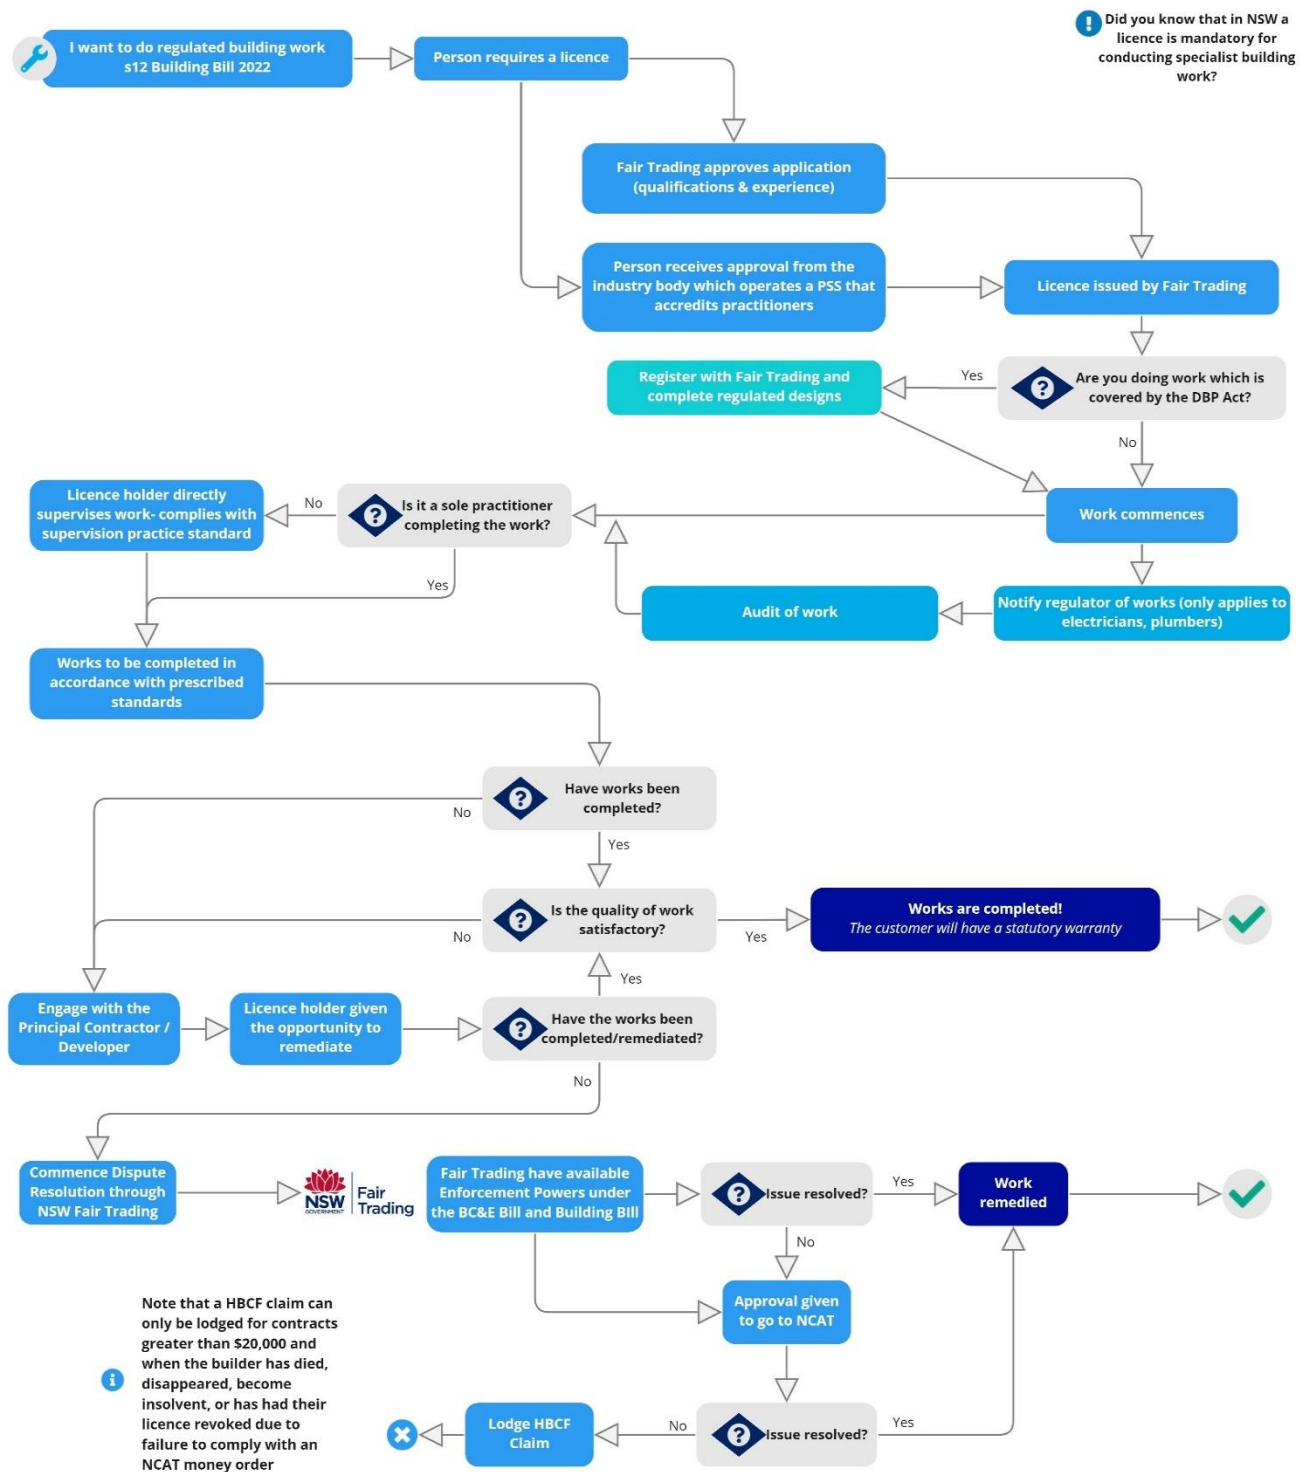 I want to do regulated building work
s12 Building Bill 2022
Person requires a licence
Did you know that in NSW a
licence is mandatory for
conducting specialist building
work?
Fair Trading approves application
(qualifications & experience)
Person receives approval from the
industry body which operates a PSS that
accredits practitioners
Licence issued by Fair Trading
Register with Fair Trading and
complete regulated designs
Yes
Are you doing work which is
covered by the DBP Act?
No
Licence holder directly
supervises work- complies with
supervision practice standard
No
Is it a sole practitioner
completing the work?
Work commences
Yes
Audit of work
Notify regulator of works (only applies to
electricians, plumbers)
Works to be completed in
accordance with prescribed
standards
Have works been
completed?
No
Yes
Is the quality of work
satisfactory?
No
Yes
Works are completed!
The customer will have a statutory warranty
Yes
Engage with the
Principal Contractor /
Developer
Licence holder given
the opportunity to
remediate
Have the works been
completed/remediated?
No
Commence Dispute
Resolution through
NSW Fair Trading
NSW
GOVERNMENT
Fair
Trading
Fair Trading have available
Enforcement Powers under
the BC&E Bill and Building BIll
Issue resolved?
Yes
Work
remedied
No
Approval given
to go to NCAT
Note that a HBCF claim can
only be lodged for contracts
greater than $20,000 and
when the builder has died,
disappeared, become
insolvent, or has had their
licence revoked due to
failure to comply with an
NCAT money order
Lodge HBCF
Claim
No
Issue resolved?
Yes